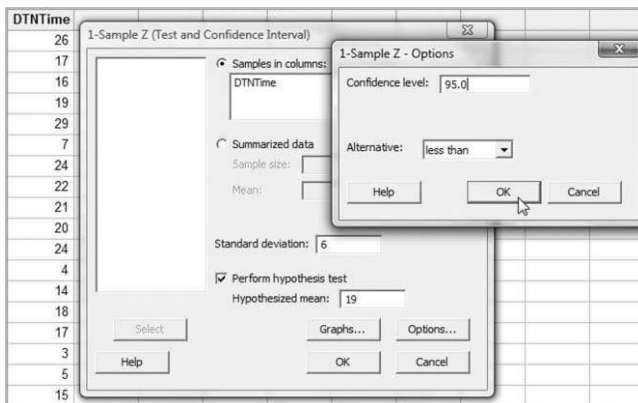 DTNTime
26
17
16
19
29
7
24
22
21
20
24
4
14
18
17
3
5
15
1-Sample Z (Test and Confidence Interval)
Samples in columns:
DTNTime
Summarized data
Sample size:
Mean:
Standard deviation: 6
Perform hypothesis test
Hypothesized mean: 19
Select
Graphs...
Options...
Help
OK
Cancel
1-Sample Z - Options
Confidence level: 95.0
Alternative: less than
Help
OK
Cancel